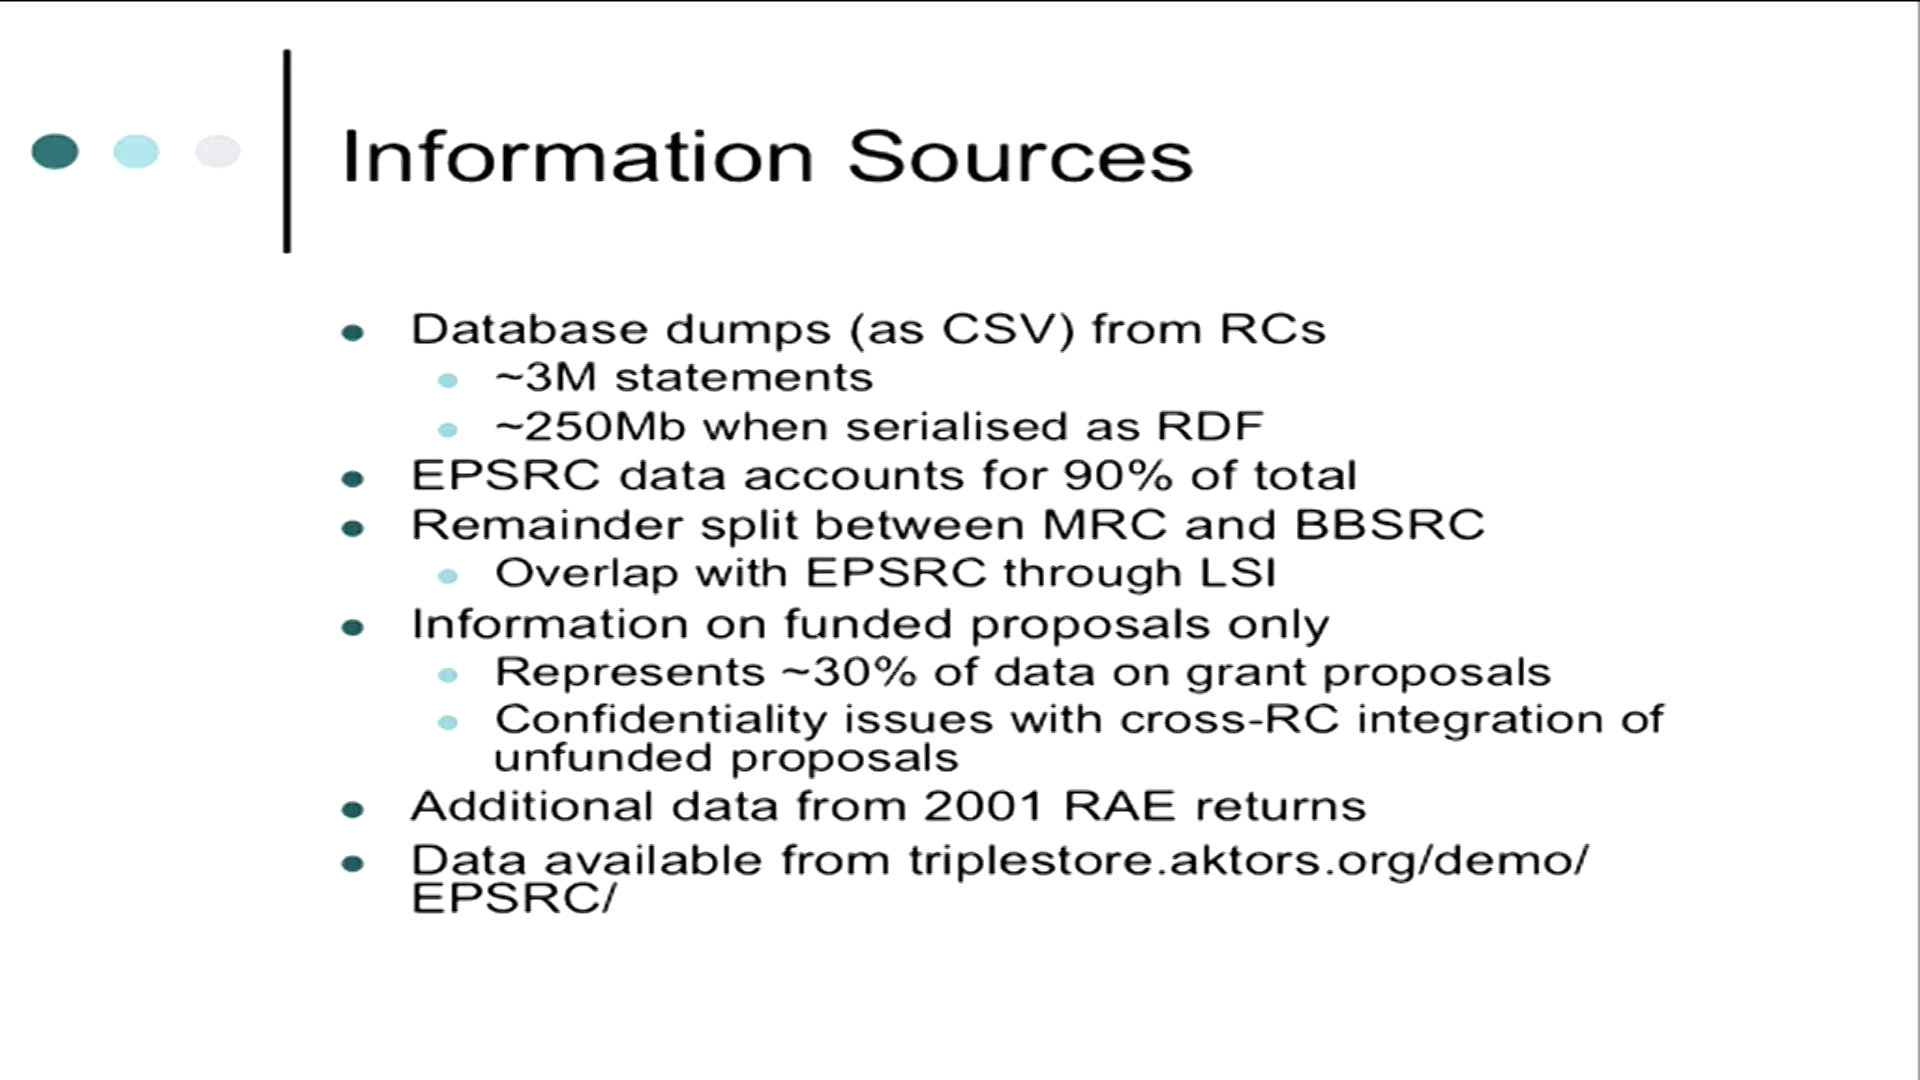 Information Sources
Database dumps (as CSV) from RCs
~3M statements
~250Mb when serialised as RDF
EPSRC data accounts for 90% of total
Remainder split between MRC and BBSRC
Overlap with EPSRC through LSI
Information on funded proposals only
Represents ~30% of data on grant proposals
Confidentiality issues with cross-RC integration of
unfunded proposals
Additional data from 2001 RAE returns
Data available from triplestore.aktors.org/demo/
EPSRC/